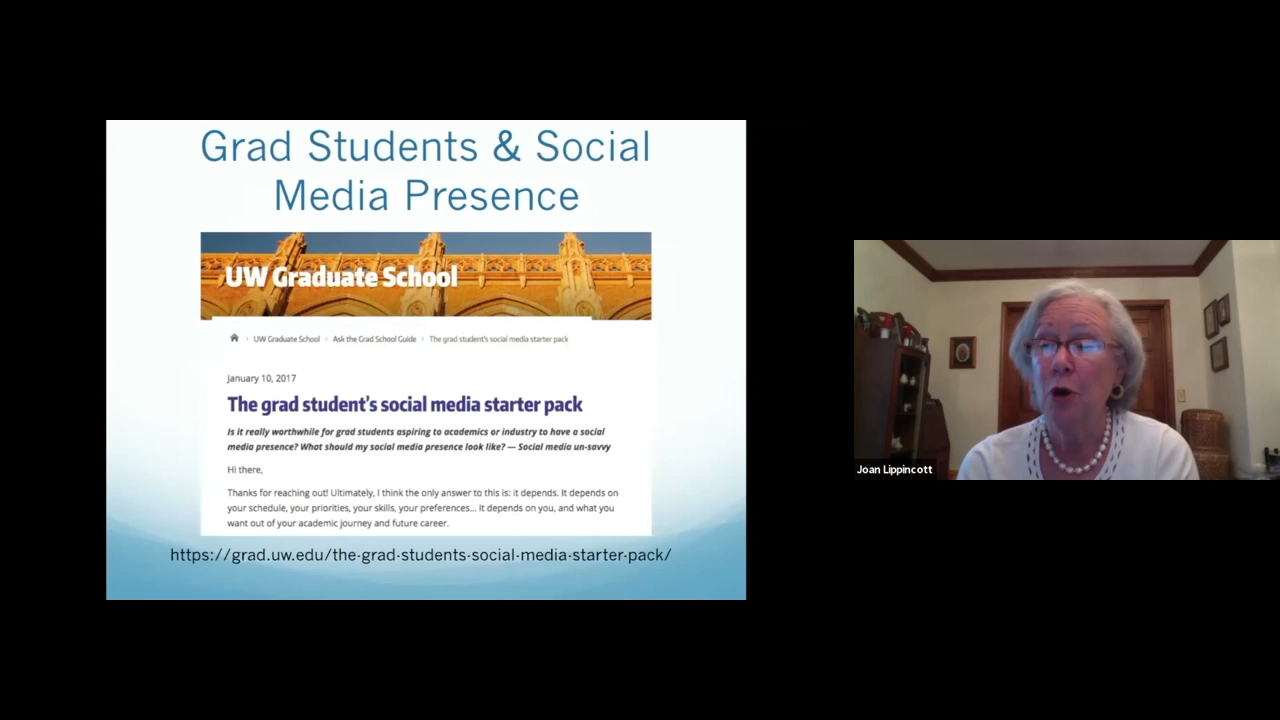 Grad Students & Social
Media Presence
UW Graduate School
UW Graduate School › Ask the Grad School Guide › The grad student's social media starter pack
January 10, 2017
The grad student's social media starter pack
Is it really worthwhile for grad students aspiring to academics or industry to have a social
media presence? What should my social media presence look like? — Social media un-savvy
Hi there,
Thanks for reaching out! Ultimately, I think the only answer to this is: it depends. It depends on
your schedule, your priorities, your skills, your preferences... It depends on you, and what you
want out of your academic journey and future career.
https://grad.uw.edu/the-grad-students-social-media-starter-pack/
Joan Lippincott